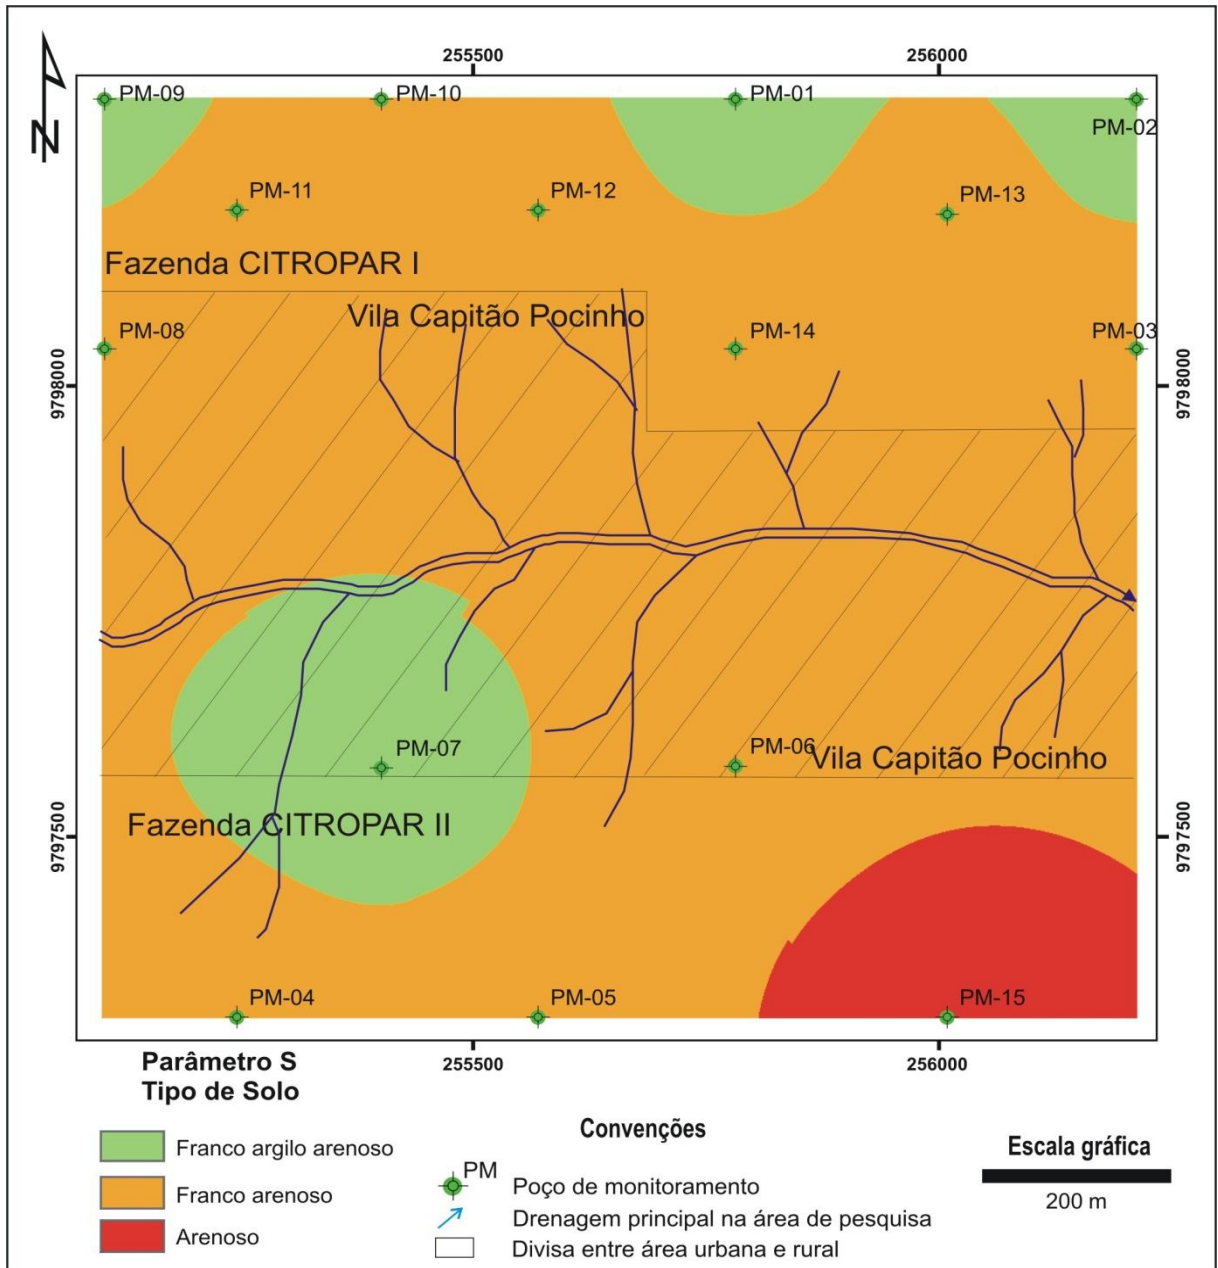 255500
256000
PM-09
PM-10
PM-01
PM-02
N
PM-11
PM-12
PM-13
Fazenda CITROPAR I
Vila Capitão Pocinho
PM-08
PM-14
PM-03
9798000
9798000
PM-07
PM-06
Vila Capitão Pocinho
Fazenda CITROPAR II
9797500
9797500
PM-04
PM-05
PM-15
255500
256000
Parâmetro S
Tipo de Solo
Franco argilo arenoso
Franco arenoso
Arenoso
Convenções
PM
Poço de monitoramento
Drenagem principal na área de pesquisa
Divisa entre área urbana e rural
Escala gráfica
200 m